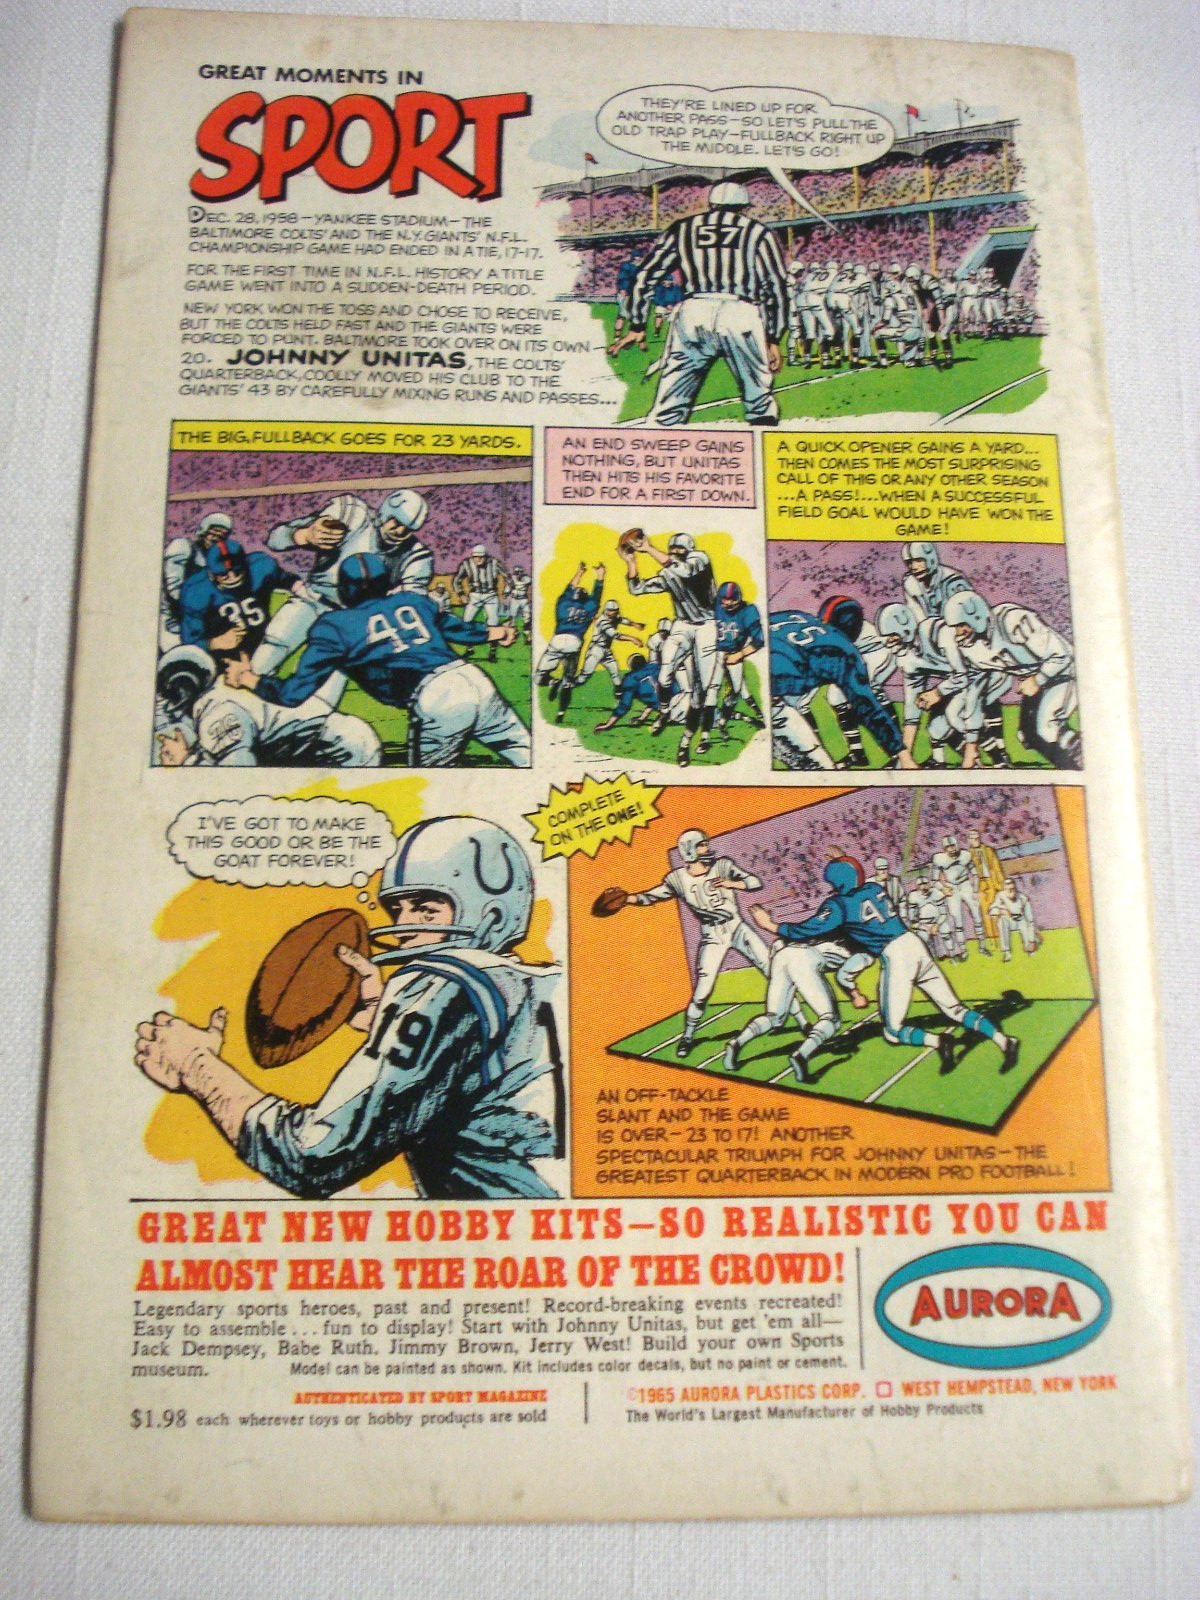 GREAT MOMENTS IN
SPORT
DEC. 28, 1958 — YANKEE STADIUM — THE
BALTIMORE COLTS' AND THE N.Y. GIANTS' N.F.L.
CHAMPIONSHIP GAME HAD ENDED IN A TIE, 17-17.
FOR THE FIRST TIME IN N.F.L. HISTORY A TITLE
GAME WENT INTO A SUDDEN-DEATH PERIOD.
NEW YORK WON THE TOSS AND CHOSE TO RECEIVE,
BUT THE COLTS HELD FAST AND THE GIANTS WERE
FORCED TO PUNT. BALTIMORE TOOK OVER ON ITS OWN
20. JOHNNY UNITAS, THE COLTS'
QUARTERBACK, COOLLY MOVED HIS CLUB TO THE
GIANTS' 43 BY CAREFULLY MIXING RUNS AND PASSES...
THEY'RE LINED UP FOR
ANOTHER PASS—SO LET'S PULL THE
OLD TRAP PLAY—FULLBACK RIGHT UP
THE MIDDLE. LET'S GO!
57
THE BIG FULLBACK GOES FOR 23 YARDS.
35
49
AN END SWEEP GAINS
NOTHING, BUT UNITAS
THEN HITS HIS FAVORITE
END FOR A FIRST DOWN.
34
A QUICK OPENER GAINS A YARD...
THEN COMES THE MOST SURPRISING
CALL OF THIS OR ANY OTHER SEASON
...A PASS!...WHEN A SUCCESSFUL
FIELD GOAL WOULD HAVE WON THE
GAME!
75
77
I'VE GOT TO MAKE
THIS GOOD OR BE THE
GOAT FOREVER!
19
COMPLETE
ON THE ONE!
19
42
AN OFF-TACKLE
SLANT AND THE GAME
IS OVER — 23 TO 17! ANOTHER
SPECTACULAR TRIUMPH FOR JOHNNY UNITAS — THE
GREATEST QUARTERBACK IN MODERN PRO FOOTBALL!
GREAT NEW HOBBY KITS—SO REALISTIC YOU CAN
ALMOST HEAR THE ROAR OF THE CROWD!
Legendary sports heroes, past and present! Record-breaking events recreated!
Easy to assemble...fun to display! Start with Johnny Unitas, but get 'em all—
Jack Dempsey, Babe Ruth, Jimmy Brown, Jerry West! Build your own Sports
museum. Model can be painted as shown. Kit includes color decals, but no paint or cement.
AURORA
AUTHENTICATED BY SPORT MAGAZINE
$1.98 each wherever toys or hobby products are sold
©1965 AURORA PLASTICS CORP. □ WEST HEMPSTEAD, NEW YORK
The World's Largest Manufacturer of Hobby Products